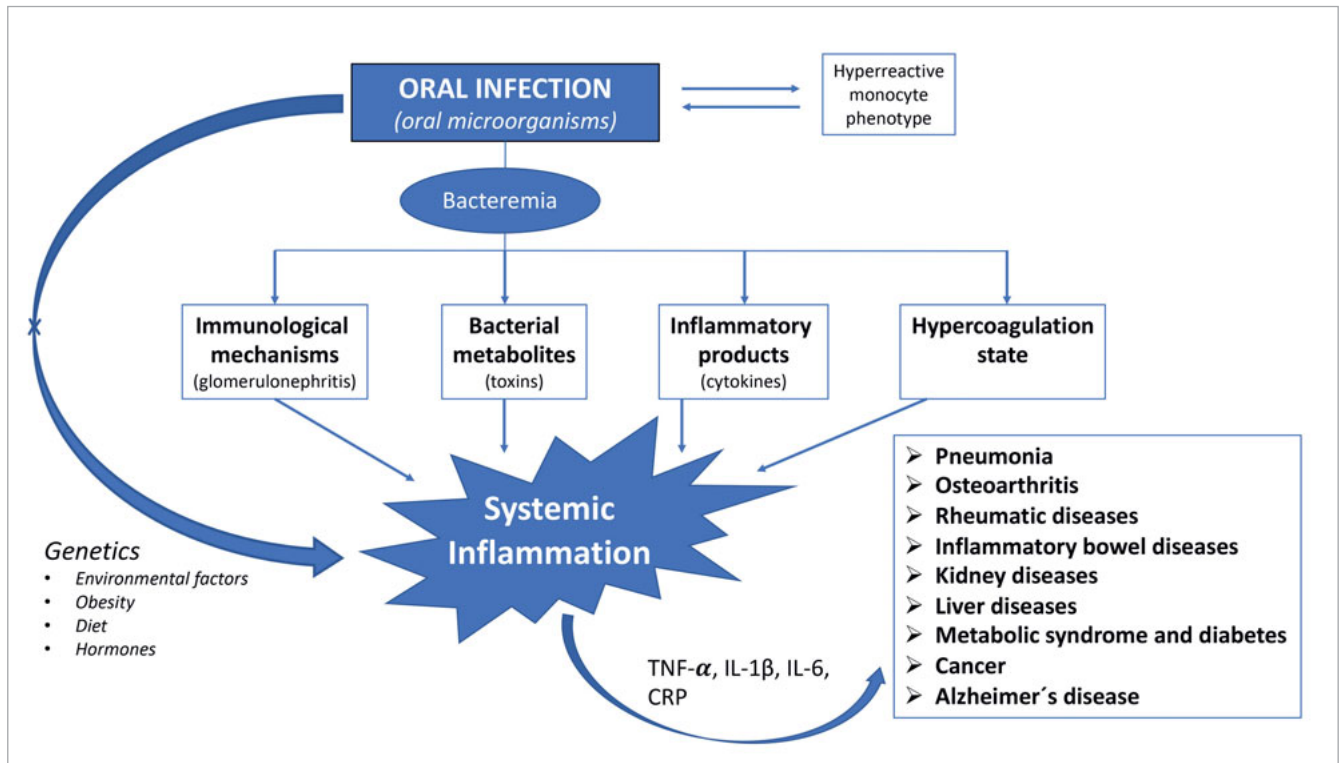 ORAL INFECTION
(oral microorganisms)
Hyperreactive
monocyte
phenotype
Bacteremia
Immunological
mechanisms
(glomerulonephritis)
Bacterial
metabolites
(toxins)
Inflammatory
products
(cytokines)
Hypercoagulation
state
Systemic
Inflammation
Genetics
• Environmental factors
• Obesity
• Diet
• Hormones
TNF-α, IL-1β, IL-6,
CRP
➢ Pneumonia
➢ Osteoarthritis
➢ Rheumatic diseases
➢ Inflammatory bowel diseases
➢ Kidney diseases
➢ Liver diseases
➢ Metabolic syndrome and diabetes
➢ Cancer
➢ Alzheimer´s disease